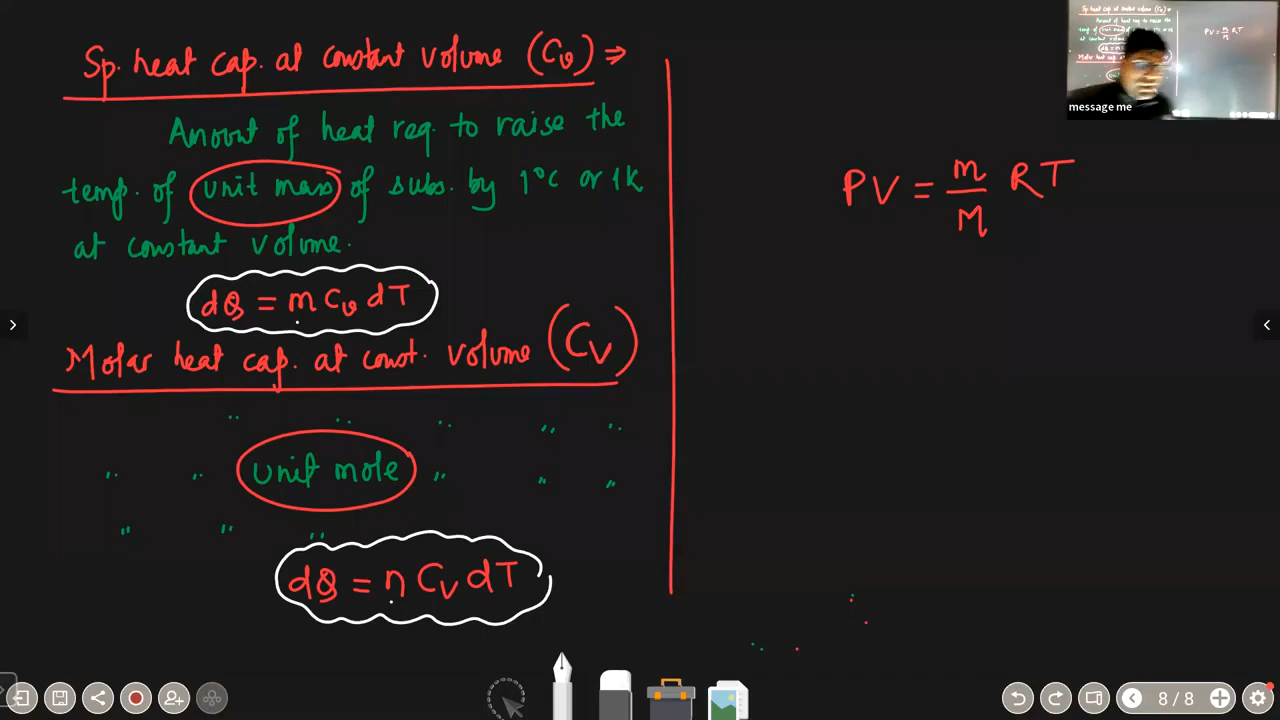 Sp. heat cap. at constant volume (Cv) ⇒
Amount of heat req. to raise the
temp. of unit mass of subs. by 1°C or 1K
at constant volume.
dQ = m Cv dT
Molar heat cap. at const. volume (CV)
" " " " "
" " unit mole " " "
" " "
dQ = n CV dT
PV = m/M RT
message me
8/8